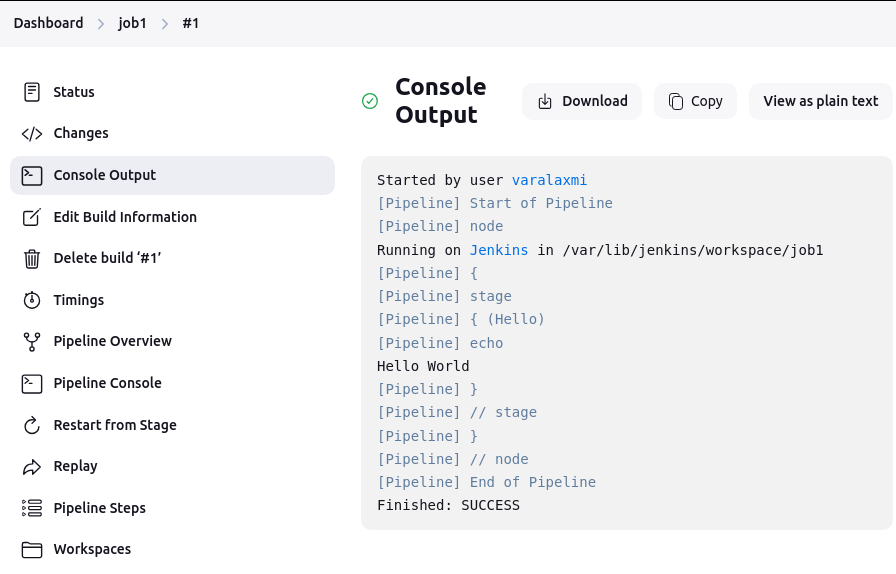 Dashboard > job1 > #1
Status
Changes
Console Output
Edit Build Information
Delete build ‘#1’
Timings
Pipeline Overview
Pipeline Console
Restart from Stage
Replay
Pipeline Steps
Workspaces
Console
Output
Download
Copy
View as plain text
Started by user varalaxmi
[Pipeline] Start of Pipeline
[Pipeline] node
Running on Jenkins in /var/lib/jenkins/workspace/job1
[Pipeline] {
[Pipeline] stage
[Pipeline] { (Hello)
[Pipeline] echo
Hello World
[Pipeline] }
[Pipeline] // stage
[Pipeline] }
[Pipeline] // node
[Pipeline] End of Pipeline
Finished: SUCCESS